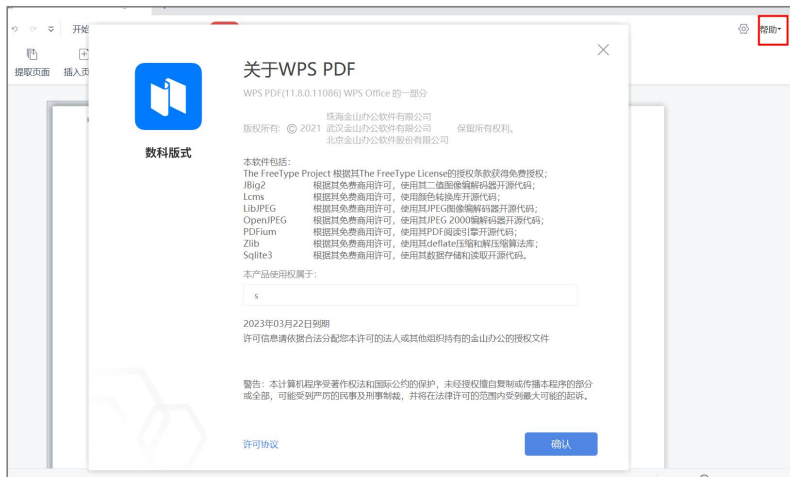 开始
帮助
提取页面
插入页
数科版式
关于WPS PDF
WPS PDF(11.8.0.11086) WPS Office 的一部分
珠海金山办公软件有限公司
版权所有: © 2021 武汉金山办公软件有限公司 保留所有权利。
北京金山办公软件股份有限公司
本软件包括:
The FreeType Project 根据其The FreeType License的授权条款获得免费授权;
JBig2 根据其免费商用许可，使用其二值图像编解码器开源代码;
Lcms 根据其免费商用许可，使用颜色转换库开源代码;
LibJPEG 根据其免费商用许可，使用其JPEG图像编解码器开源代码;
OpenJPEG 根据其免费商用许可，使用其JPEG 2000编解码器开源代码;
PDFium 根据其免费商用许可，使用其PDF阅读引擎开源代码;
Zlib 根据其免费商用许可，使用其deflate压缩和解压缩算法库;
Sqlite3 根据其免费商用许可，使用其数据存储和读取开源代码。
本产品使用权属于:
s
2023年03月22日到期
许可信息请依据合法分配您本许可的法人或其他组织持有的金山办公的授权文件
警告: 本计算机程序受著作权法和国际公约的保护，未经授权擅自复制或传播本程序的部分
或全部，可能受到严厉的民事及刑事制裁，并将在法律许可的范围内受到最大可能的起诉。
许可协议
确认